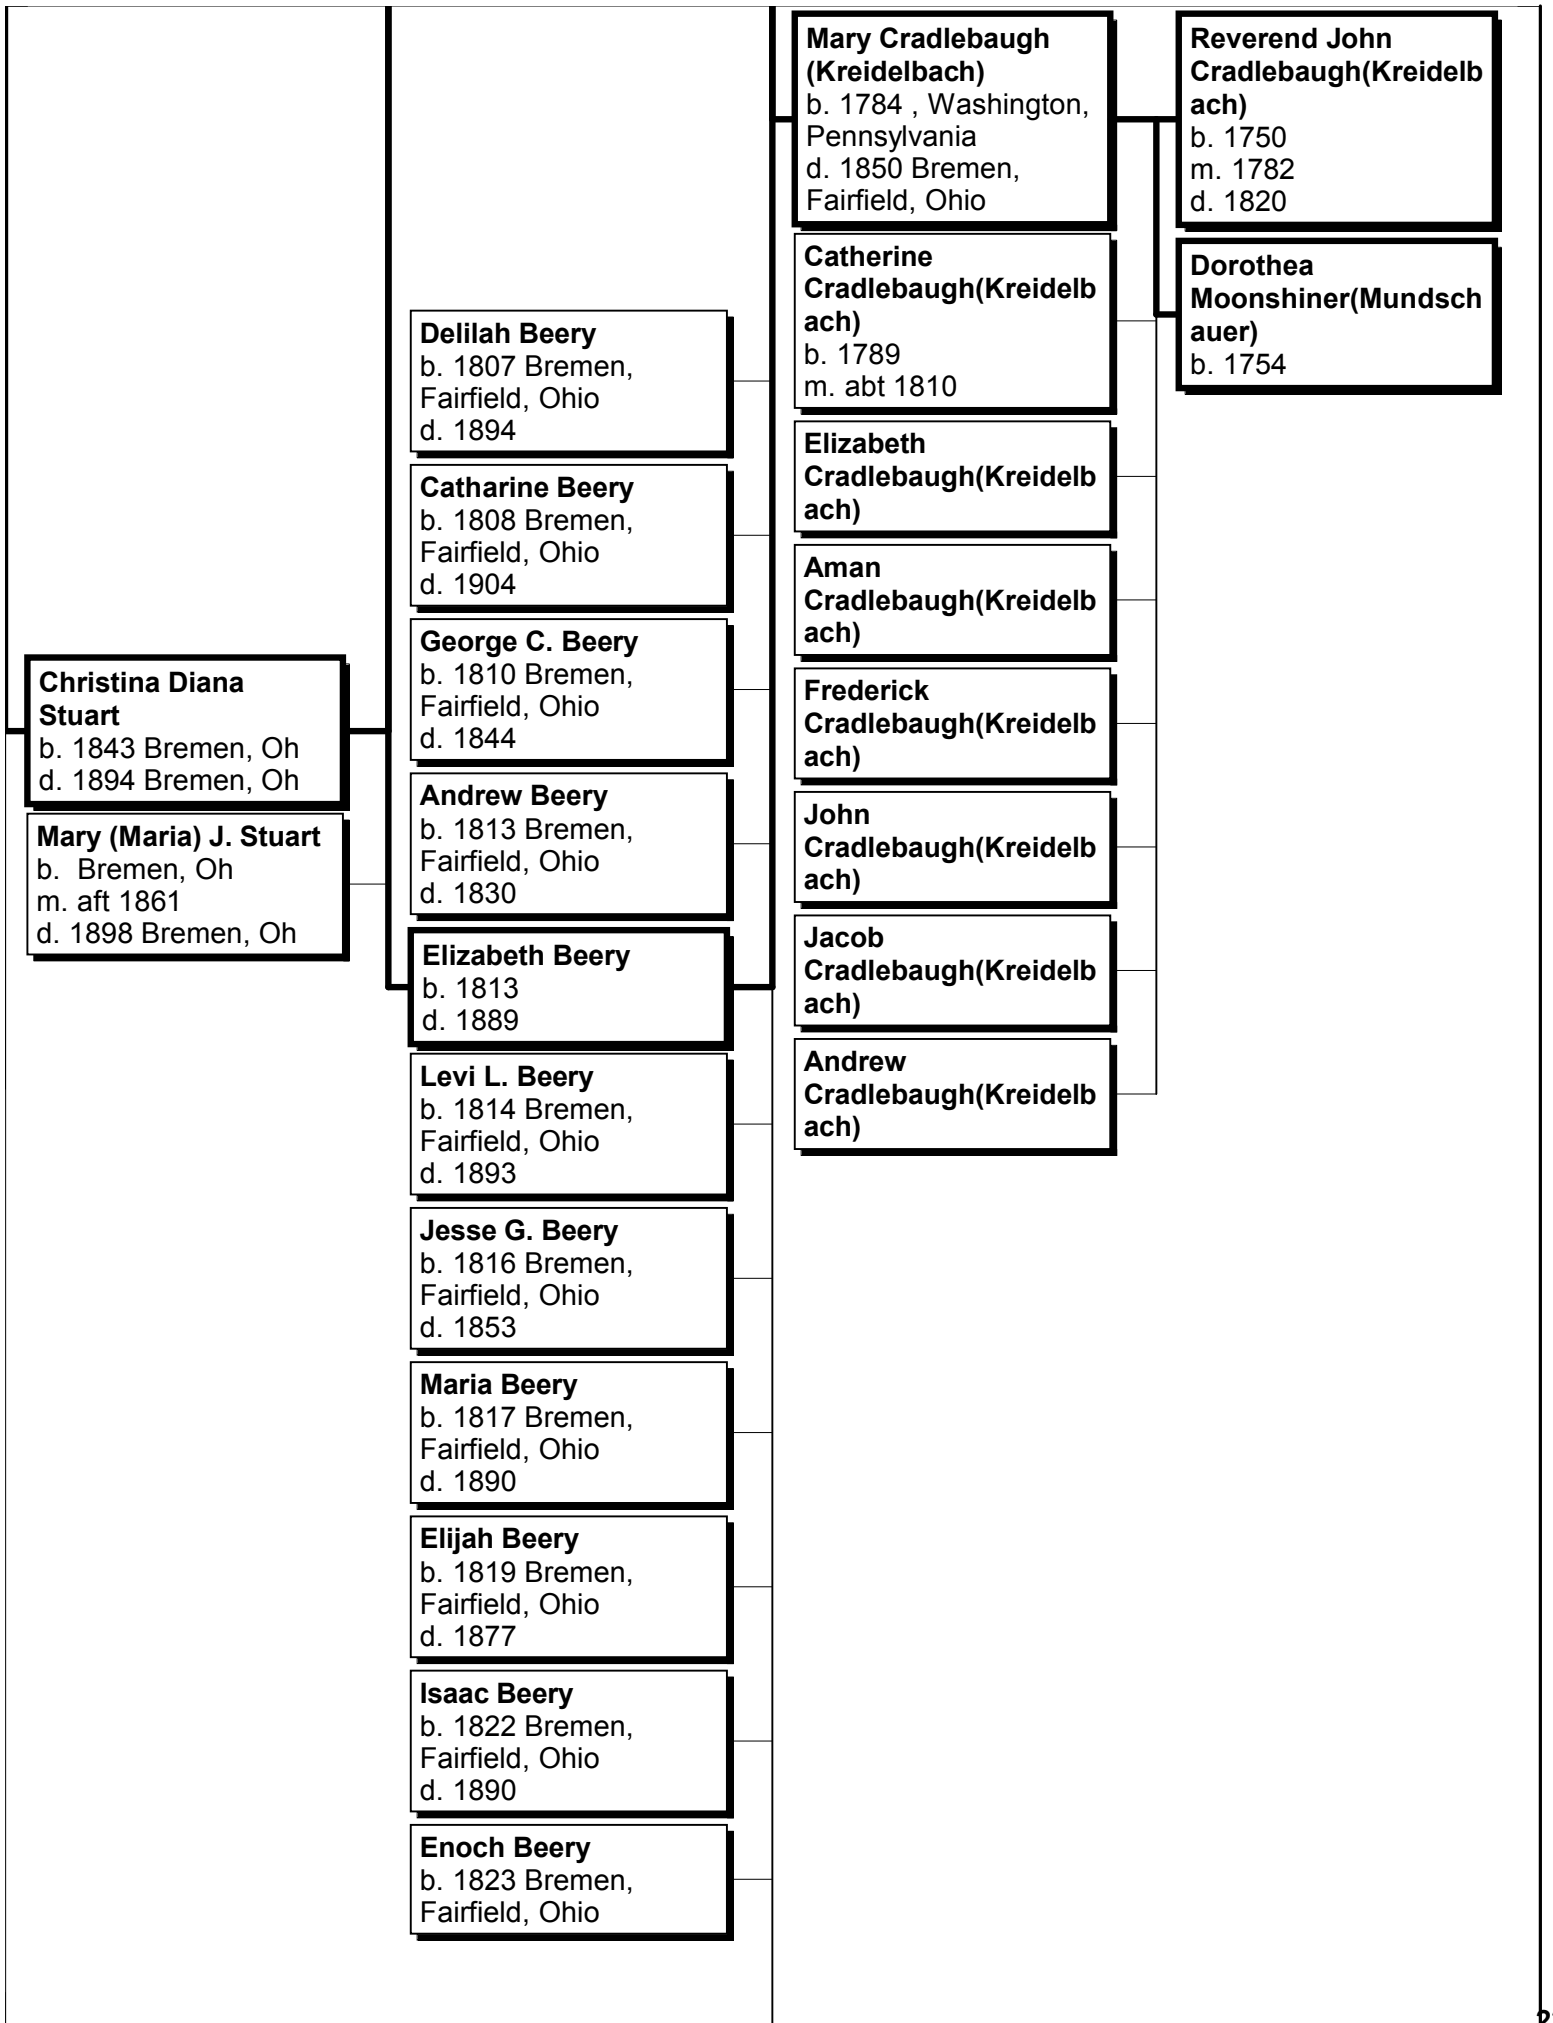 Christina Diana
Stuart
b. 1843 Bremen, Oh
d. 1894 Bremen, Oh
Mary (Maria) J. Stuart
b.  Bremen, Oh
m. aft 1861
d. 1898 Bremen, Oh
Delilah Beery
b. 1807 Bremen,
Fairfield, Ohio
d. 1894
Catharine Beery
b. 1808 Bremen,
Fairfield, Ohio
d. 1904
George C. Beery
b. 1810 Bremen,
Fairfield, Ohio
d. 1844
Andrew Beery
b. 1813 Bremen,
Fairfield, Ohio
d. 1830
Elizabeth Beery
b. 1813
d. 1889
Levi L. Beery
b. 1814 Bremen,
Fairfield, Ohio
d. 1893
Jesse G. Beery
b. 1816 Bremen,
Fairfield, Ohio
d. 1853
Maria Beery
b. 1817 Bremen,
Fairfield, Ohio
d. 1890
Elijah Beery
b. 1819 Bremen,
Fairfield, Ohio
d. 1877
Isaac Beery
b. 1822 Bremen,
Fairfield, Ohio
d. 1890
Enoch Beery
b. 1823 Bremen,
Fairfield, Ohio
Mary Cradlebaugh
(Kreidelbach)
b. 1784 , Washington,
Pennsylvania
d. 1850 Bremen,
Fairfield, Ohio
Catherine
Cradlebaugh(Kreidelb
ach)
b. 1789
m. abt 1810
Elizabeth
Cradlebaugh(Kreidelb
ach)
Aman
Cradlebaugh(Kreidelb
ach)
Frederick
Cradlebaugh(Kreidelb
ach)
John
Cradlebaugh(Kreidelb
ach)
Jacob
Cradlebaugh(Kreidelb
ach)
Andrew
Cradlebaugh(Kreidelb
ach)
Reverend John
Cradlebaugh(Kreidelb
ach)
b. 1750
m. 1782
d. 1820
Dorothea
Moonshiner(Mundsch
auer)
b. 1754